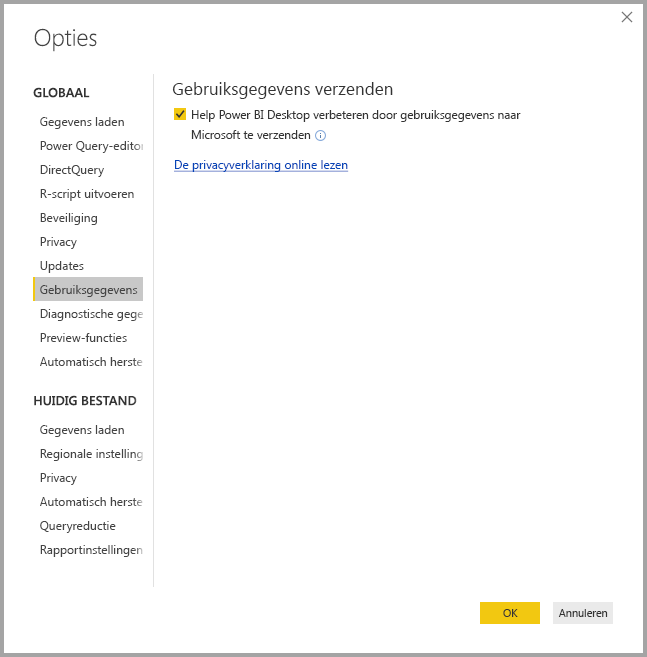 Opties
GLOBAAL
Gegevens laden
Power Query-editor
DirectQuery
R-script uitvoeren
Beveiliging
Privacy
Updates
Gebruiksgegevens
Diagnostische gege
Preview-functies
Automatisch herste
HUIDIG BESTAND
Gegevens laden
Regionale instelling
Privacy
Automatisch herste
Queryreductie
Rapportinstellingen
Gebruiksgegevens verzenden
Help Power BI Desktop verbeteren door gebruiksgegevens naar
Microsoft te verzenden
De privacyverklaring online lezen
OK
Annuleren